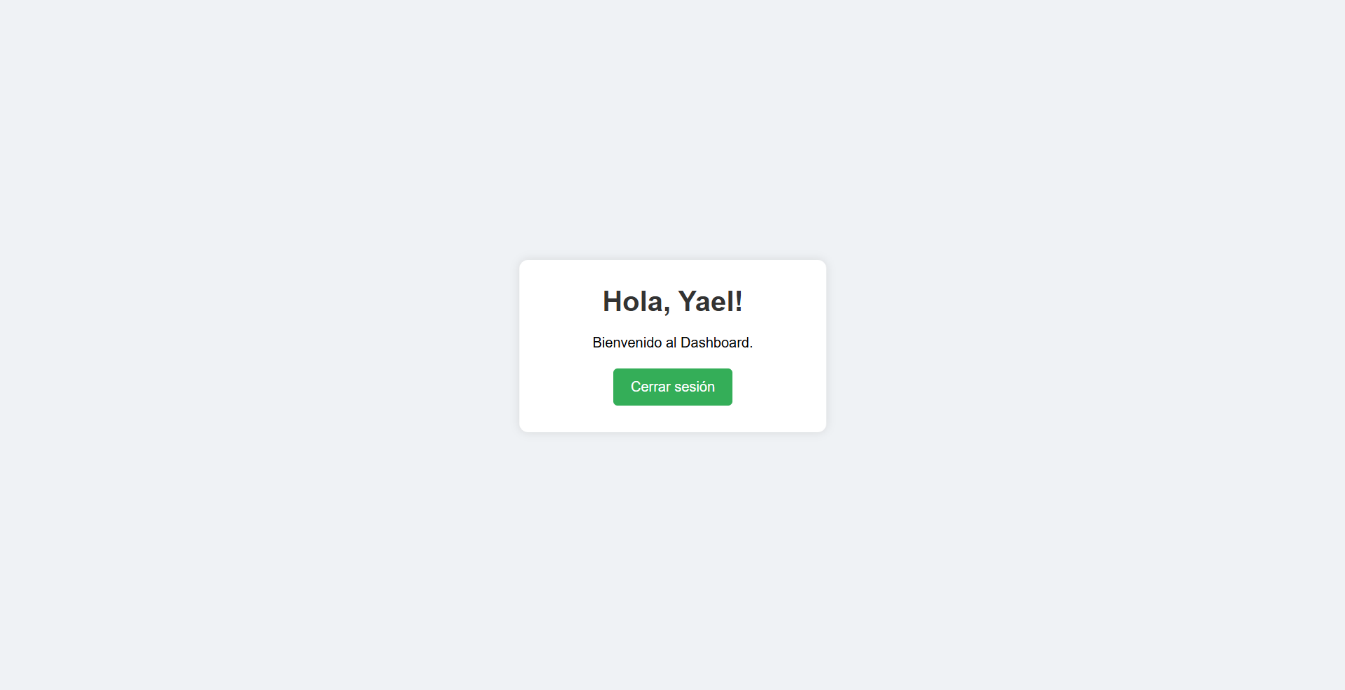 Hola, Yael!
Bienvenido al Dashboard.
Cerrar sesión